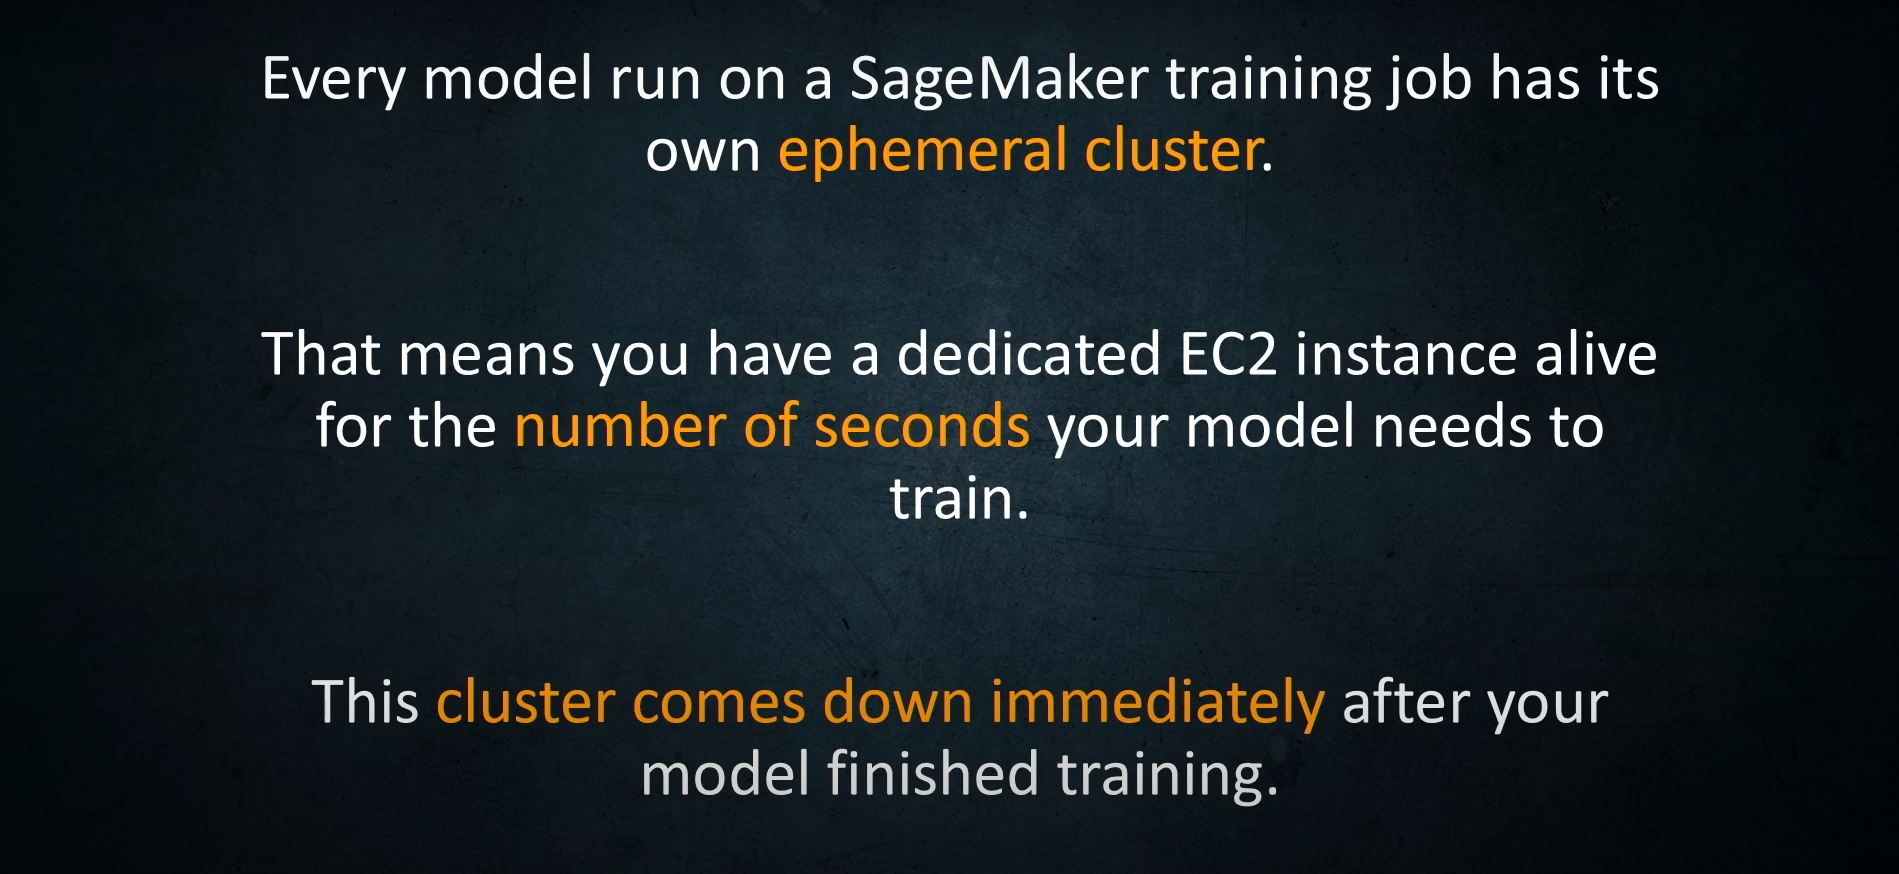 Every model run on a SageMaker training job has its
own ephemeral cluster.
That means you have a dedicated EC2 instance alive
for the number of seconds your model needs to
train.
This cluster comes down immediately after your
model finished training.